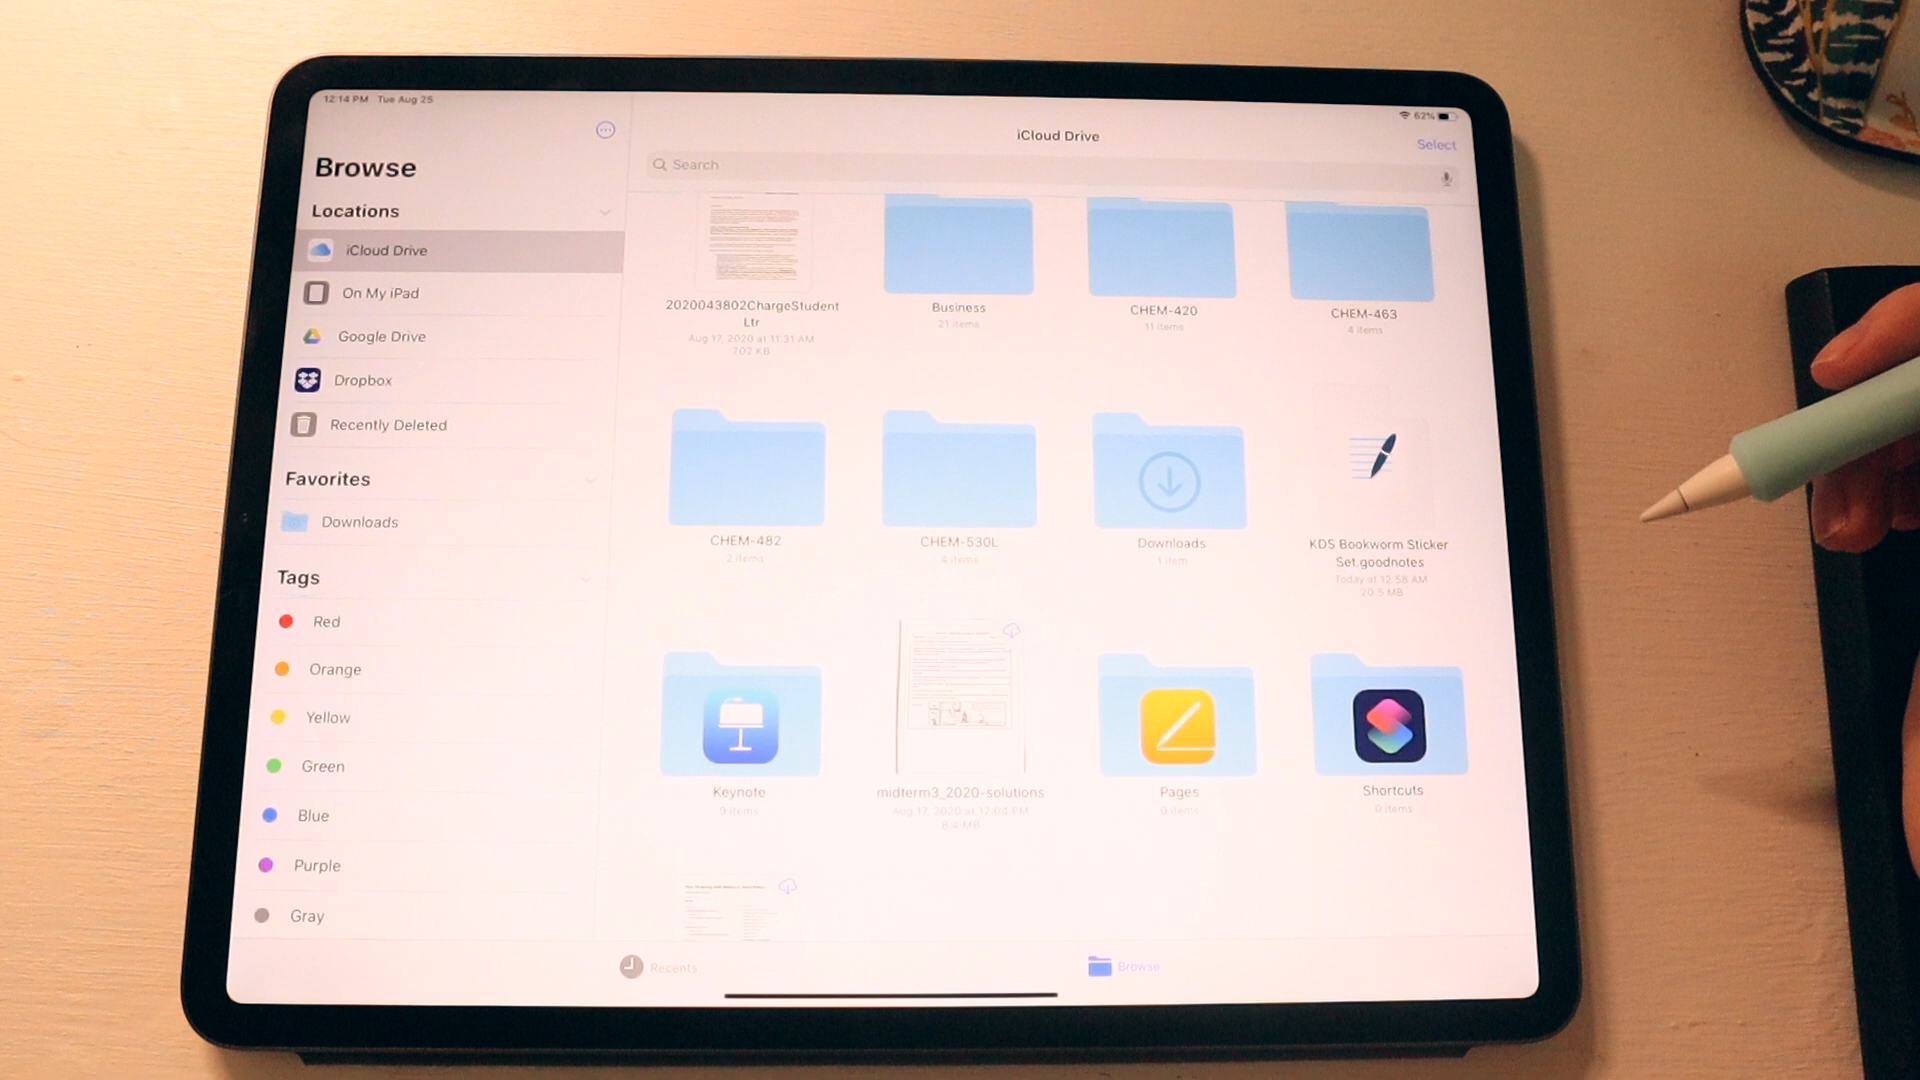 12:14 PM Tue Aug 25
62%
Browse
Locations
iCloud Drive
On My iPad
Google Drive
Dropbox
Recently Deleted
Favorites
Downloads
Tags
Red
Orange
Yellow
Green
Blue
Purple
Gray
iCloud Drive
Select
Search
2020043802ChargeStudent
Ltr
Aug 17, 2020 at 11:31 AM
702 KB
Business
21 items
CHEM-420
11 items
CHEM-463
4 items
CHEM-482
2 items
CHEM-530L
4 items
Downloads
1 item
KDS Bookworm Sticker
Set.goodnotes
Today at 12:58 AM
20.5 MB
Keynote
9 items
midterm3_2020-solutions
Aug 17, 2020 at 12:04 PM
8.4 MB
Pages
0 items
Shortcuts
0 items
Recents
Browse